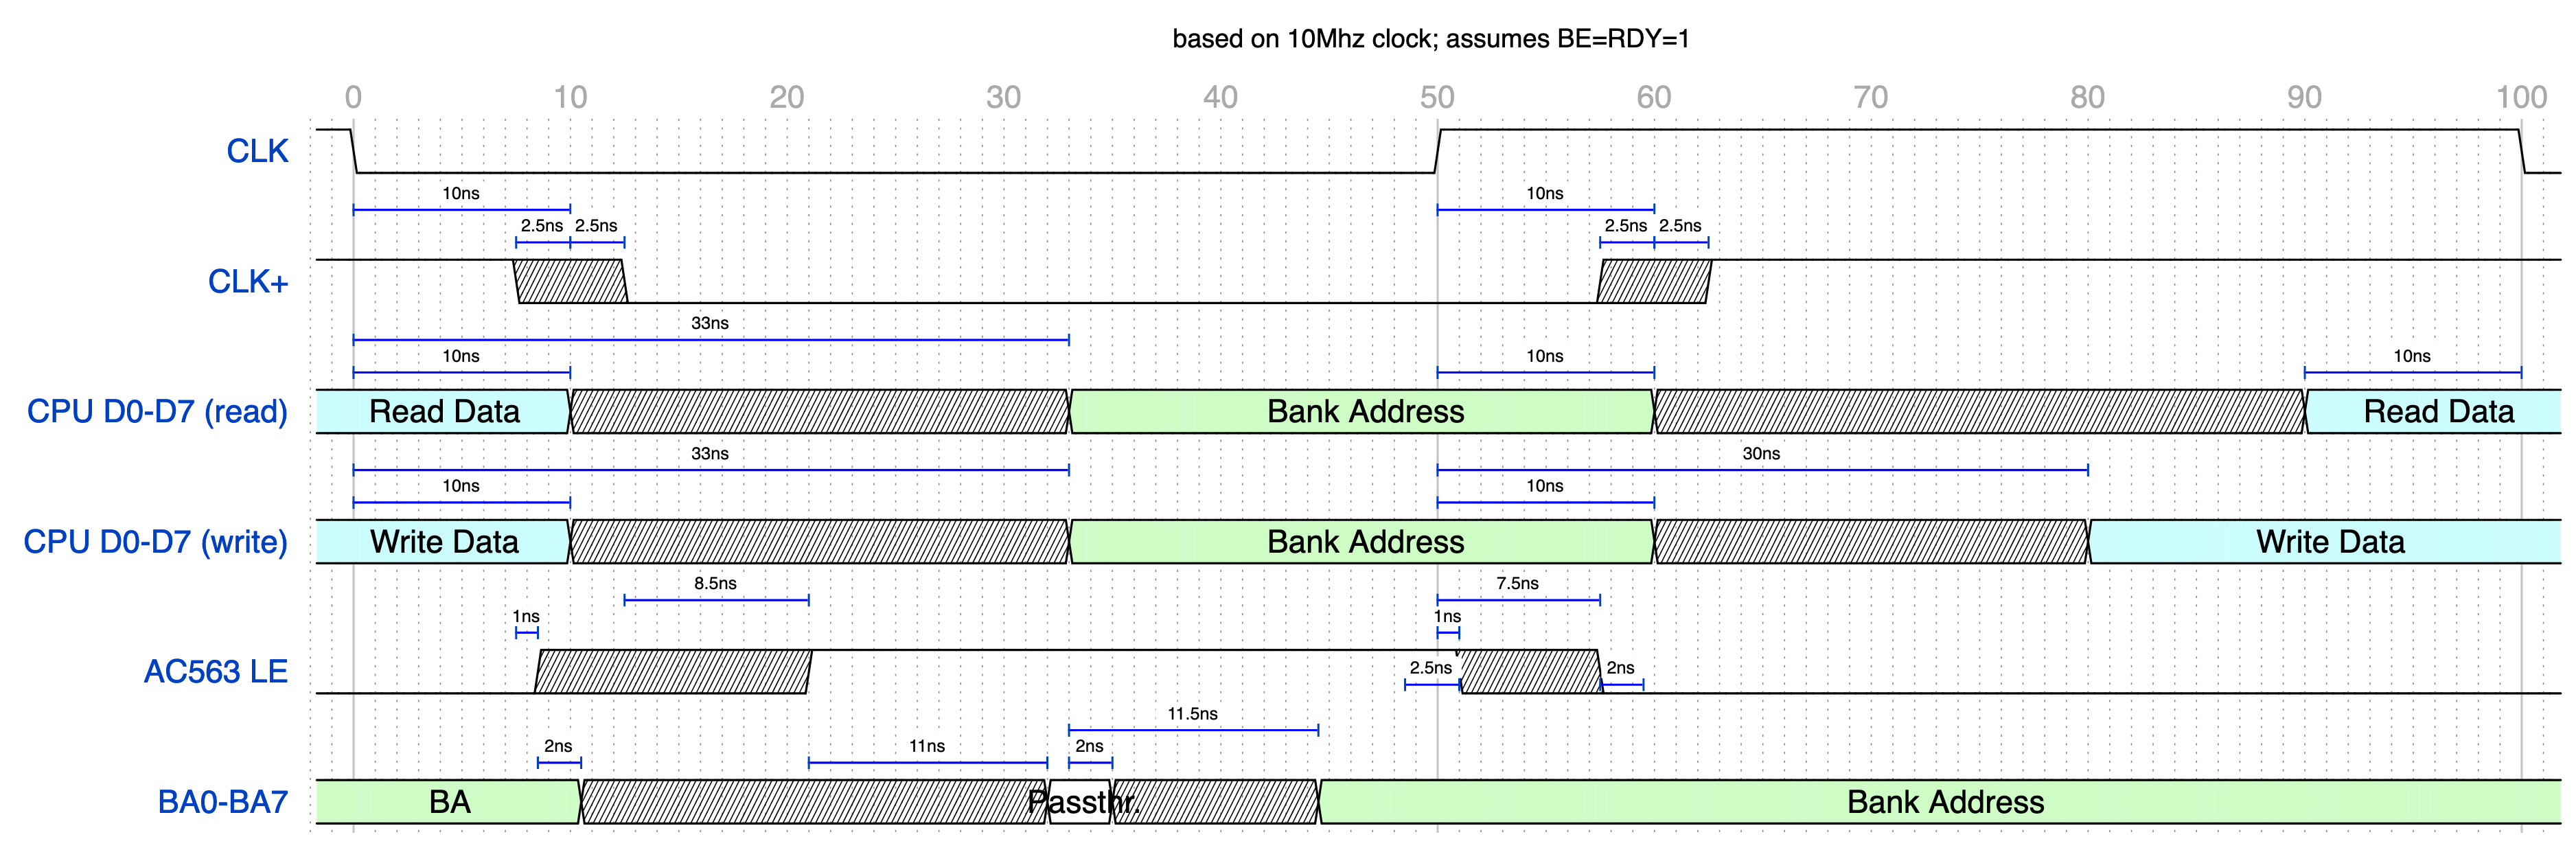 based on 10Mhz clock; assumes BE=RDY=1
0 10 20 30 40 50 60 70 80 90 100
CLK
10ns 10ns
2.5ns 2.5ns 2.5ns 2.5ns
CLK+
33ns
10ns 10ns 10ns
CPU D0-D7 (read) Read Data Bank Address Read Data
33ns 30ns
10ns 10ns
CPU D0-D7 (write) Write Data Bank Address Write Data
8.5ns 7.5ns
1ns 1ns
AC563 LE 2.5ns 2ns
11.5ns
2ns 11ns 2ns
BA0-BA7 BA Passthr. Bank Address